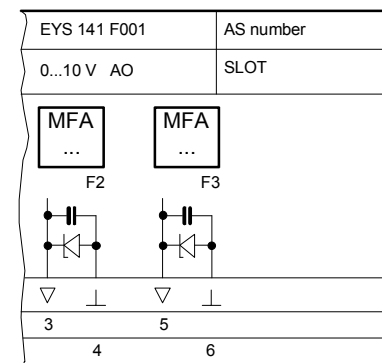 EYS 141 F001 AS number
0...10 V AO SLOT
MFA MFA
... ...
F2 F3
3 5
4 6